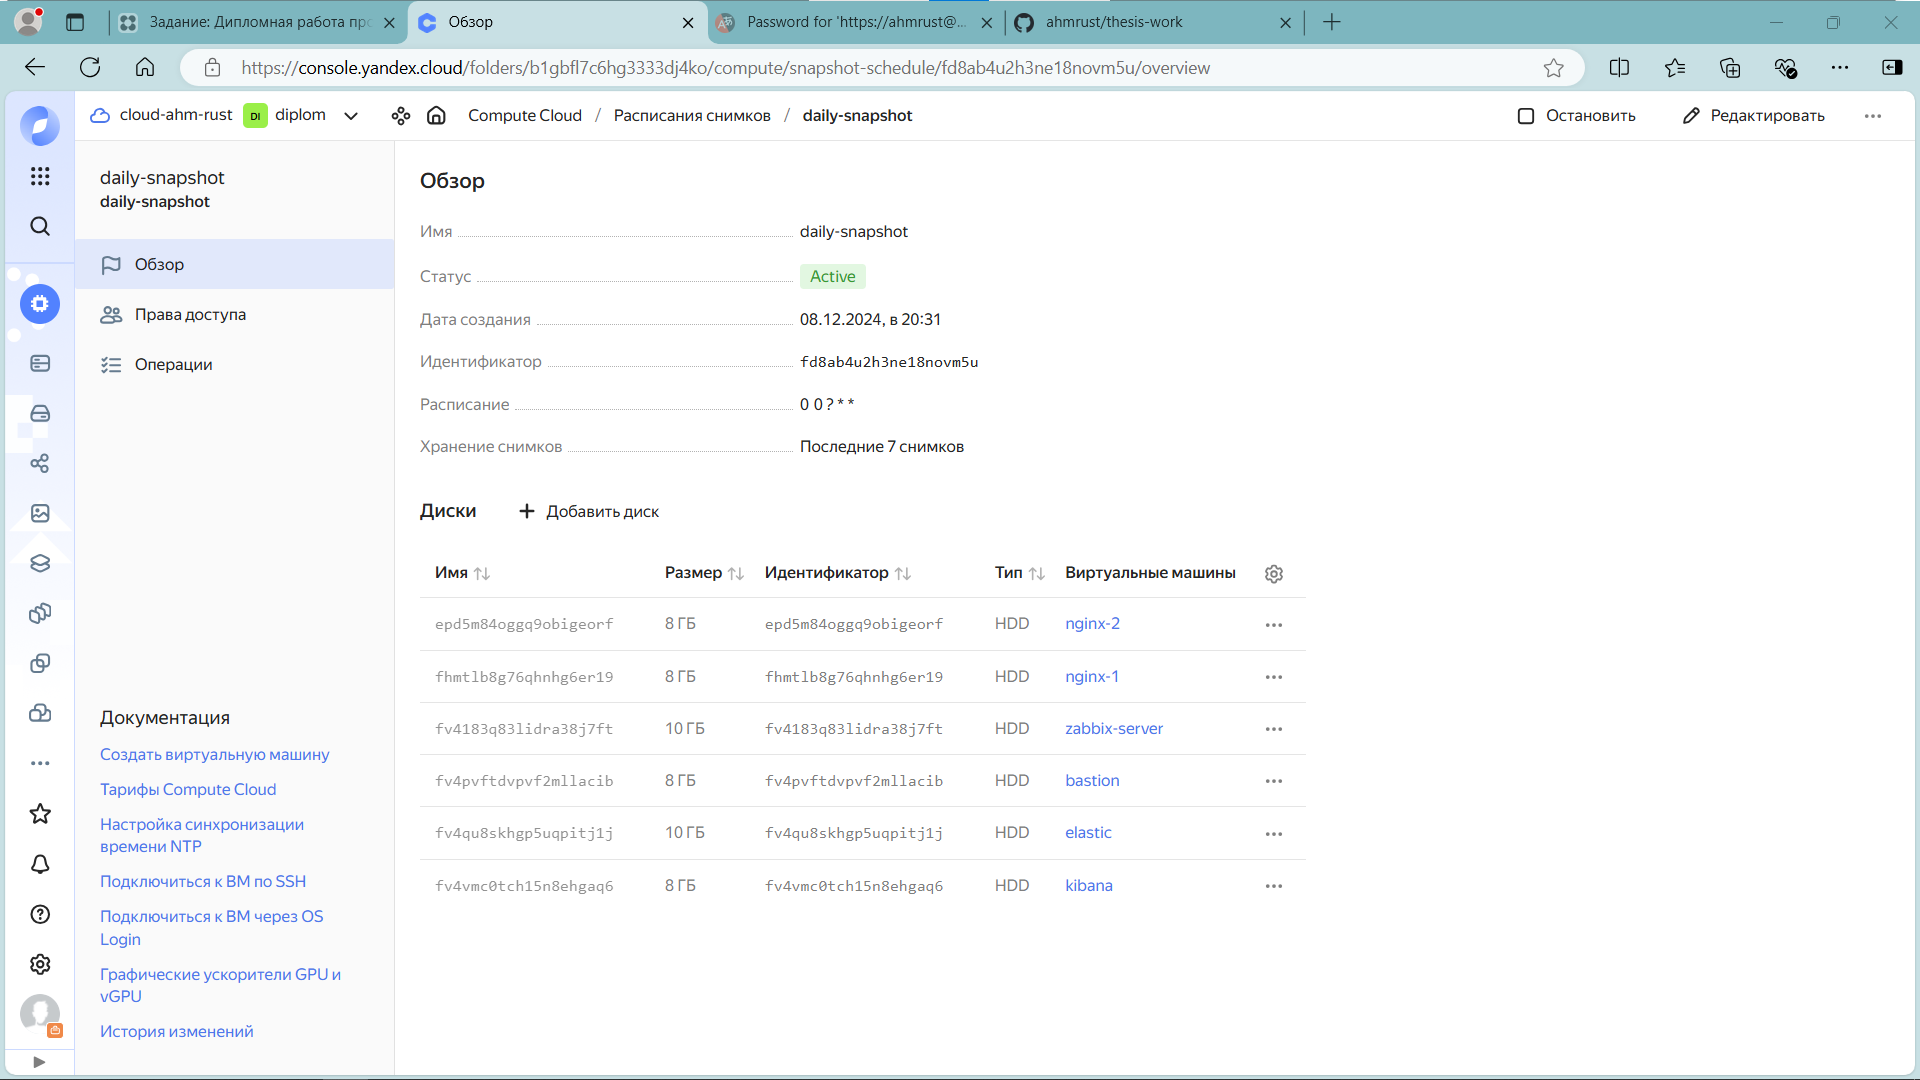 Задание: Дипломная работа про
Обзор
Password for 'https://ahmrust@...
ahmrust/thesis-work
https://console.yandex.cloud/folders/b1gbfl7c6hg3333dj4ko/compute/snapshot-schedule/fd8ab4u2h3ne18novm5u/overview
cloud-ahm-rust DI diplom Compute Cloud / Расписания снимков / daily-snapshot Остановить Редактировать
daily-snapshot
daily-snapshot
Обзор
Права доступа
Операции
Документация
Создать виртуальную машину
Тарифы Compute Cloud
Настройка синхронизации
времени NTP
Подключиться к ВМ по SSH
Подключиться к ВМ через OS
Login
Графические ускорители GPU и
vGPU
История изменений
Обзор
Имя daily-snapshot
Статус Active
Дата создания 08.12.2024, в 20:31
Идентификатор fd8ab4u2h3ne18novm5u
Расписание 0 0 ? * *
Хранение снимков Последние 7 снимков
Диски + Добавить диск
Имя Размер Идентификатор Тип Виртуальные машины
epd5m84oggq9obigeorf 8 ГБ epd5m84oggq9obigeorf HDD nginx-2
fhmtlb8g76qhnhg6er19 8 ГБ fhmtlb8g76qhnhg6er19 HDD nginx-1
fv4183q83lidra38j7ft 10 ГБ fv4183q83lidra38j7ft HDD zabbix-server
fv4pvftdvpvf2mllacib 8 ГБ fv4pvftdvpvf2mllacib HDD bastion
fv4qu8skhgp5uqpitj1j 10 ГБ fv4qu8skhgp5uqpitj1j HDD elastic
fv4vmc0tch15n8ehgaq6 8 ГБ fv4vmc0tch15n8ehgaq6 HDD kibana